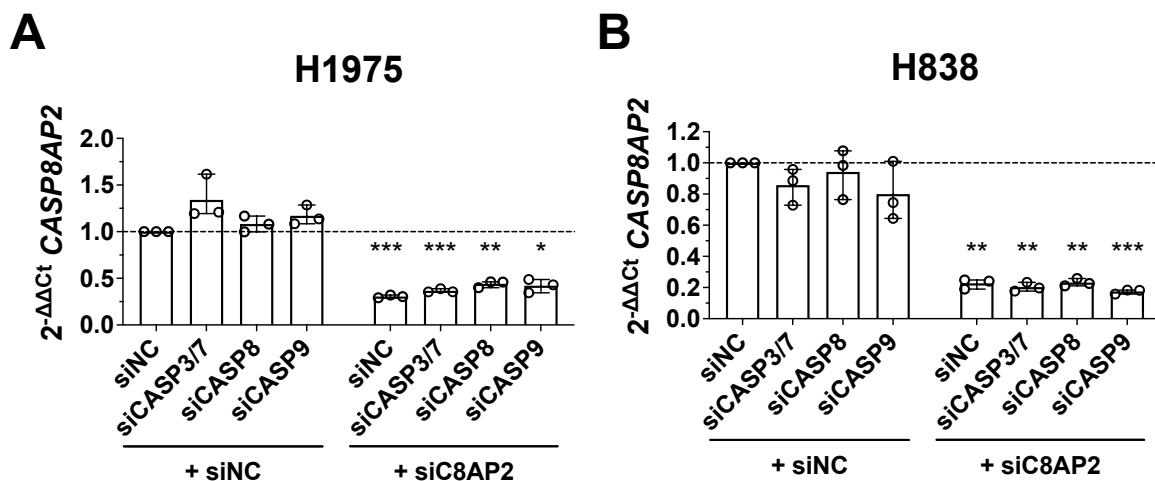 A
H1975
2-ΔΔCt CASP8AP2
2.0
1.5
1.0
0.5
0.0
*** *** ** *
siNC siCASP3/7 siCASP8 siCASP9 siNC siCASP3/7 siCASP8 siCASP9
+ siNC + siC8AP2
B
H838
2-ΔΔCt CASP8AP2
1.2
1.0
0.8
0.6
0.4
0.2
0.0
** ** ** ***
siNC siCASP3/7 siCASP8 siCASP9 siNC siCASP3/7 siCASP8 siCASP9
+ siNC + siC8AP2